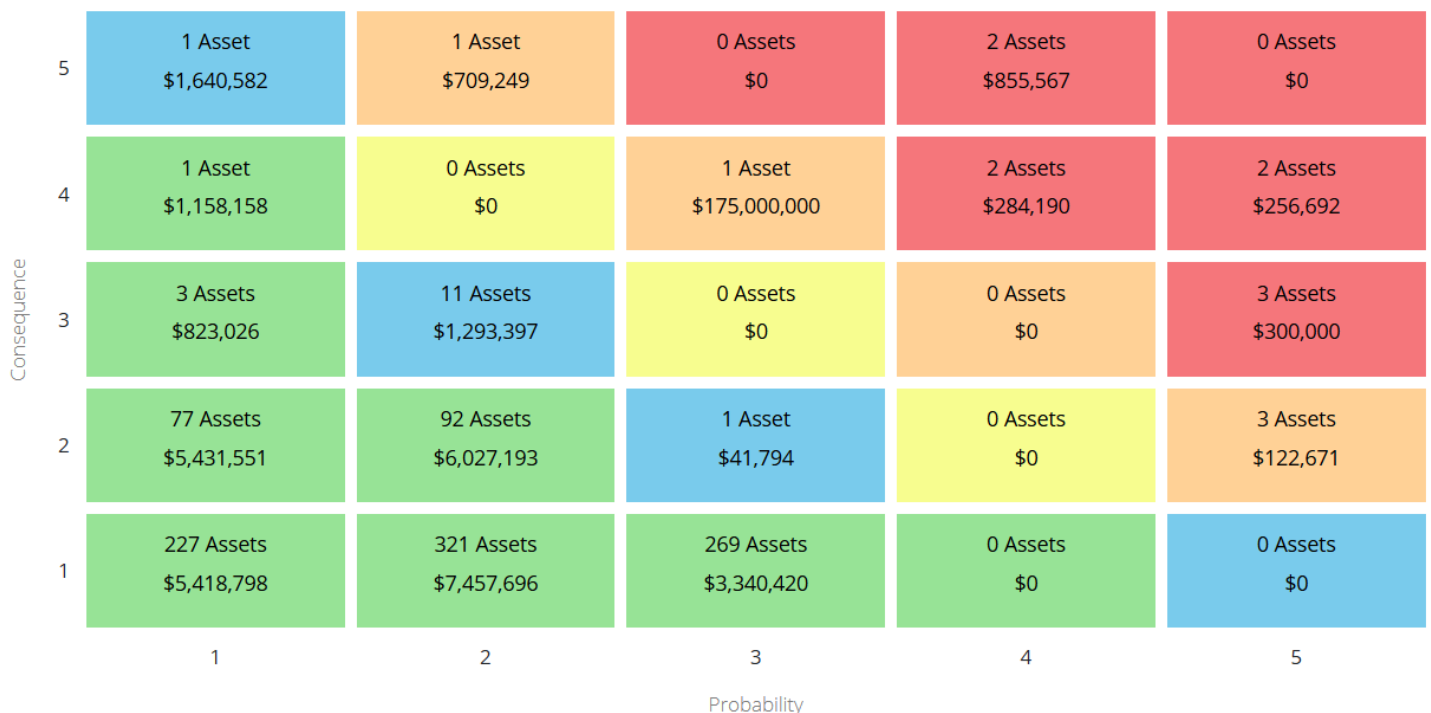 5
1 Asset
$1,640,582
1 Asset
$709,249
0 Assets
$0
2 Assets
$855,567
0 Assets
$0
4
1 Asset
$1,158,158
0 Assets
$0
1 Asset
$175,000,000
2 Assets
$284,190
2 Assets
$256,692
Consequence
3
3 Assets
$823,026
11 Assets
$1,293,397
0 Assets
$0
0 Assets
$0
3 Assets
$300,000
2
77 Assets
$5,431,551
92 Assets
$6,027,193
1 Asset
$41,794
0 Assets
$0
3 Assets
$122,671
1
227 Assets
$5,418,798
321 Assets
$7,457,696
269 Assets
$3,340,420
0 Assets
$0
0 Assets
$0
1
2
3
4
5
Probability